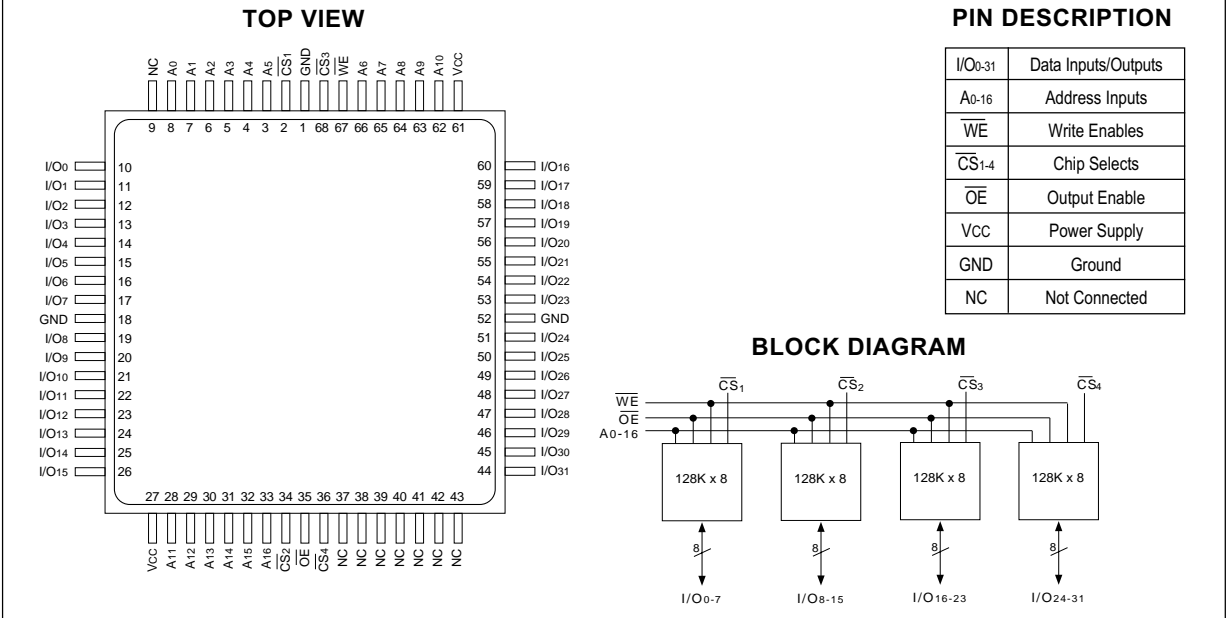 TOP VIEW
NC A0 A1 A2 A3 A4 A5 CS1 GND CS3 WE A6 A7 A8 A9 A10 VCC
9 8 7 6 5 4 3 2 1 68 67 66 65 64 63 62 61
I/O0 10 60 I/O16
I/O1 11 59 I/O17
I/O2 12 58 I/O18
I/O3 13 57 I/O19
I/O4 14 56 I/O20
I/O5 15 55 I/O21
I/O6 16 54 I/O22
I/O7 17 53 I/O23
GND 18 52 GND
I/O8 19 51 I/O24
I/O9 20 50 I/O25
I/O10 21 49 I/O26
I/O11 22 48 I/O27
I/O12 23 47 I/O28
I/O13 24 46 I/O29
I/O14 25 45 I/O30
I/O15 26 44 I/O31
27 28 29 30 31 32 33 34 35 36 37 38 39 40 41 42 43
VCC A11 A12 A13 A14 A15 A16 CS2 OE CS4 NC NC NC NC NC NC NC
PIN DESCRIPTION
I/O0-31 Data Inputs/Outputs
A0-16 Address Inputs
WE Write Enables
CS1-4 Chip Selects
OE Output Enable
VCC Power Supply
GND Ground
NC Not Connected
BLOCK DIAGRAM
CS1 CS2 CS3 CS4
WE
OE
A0-16
128K x 8 128K x 8 128K x 8 128K x 8
8 8 8 8
I/O0-7 I/O8-15 I/O16-23 I/O24-31